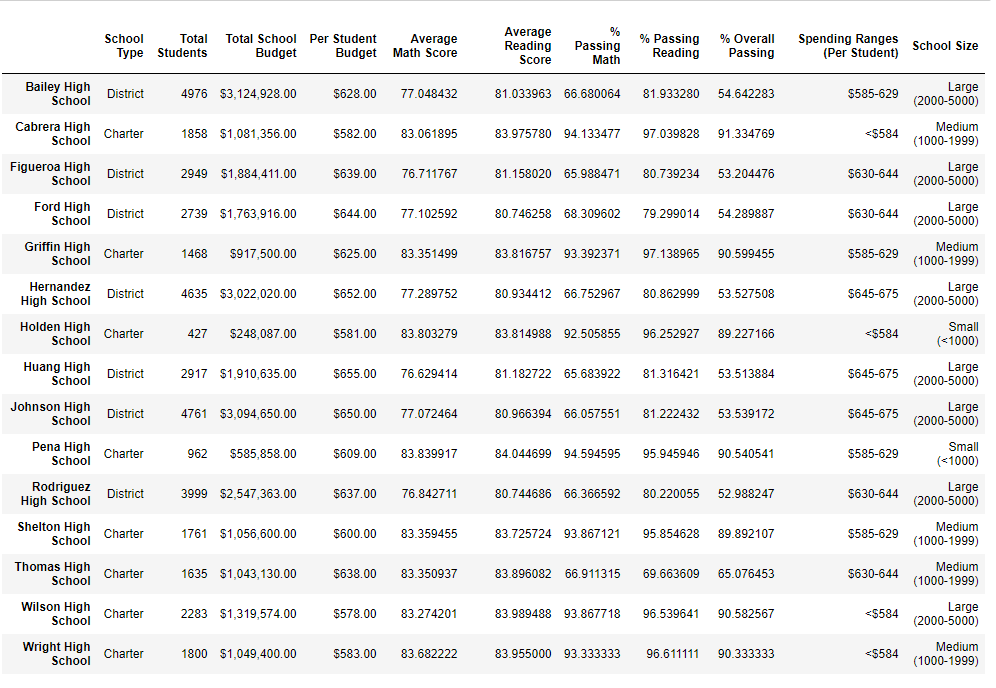 School Type Total Students Total School Budget Per Student Budget Average Math Score Average Reading Score % Passing Math % Passing Reading % Overall Passing Spending Ranges (Per Student) School Size
Bailey High School District 4976 $3,124,928.00 $628.00 77.048432 81.033963 66.680064 81.933280 54.642283 $585-629 Large (2000-5000)
Cabrera High School Charter 1858 $1,081,356.00 $582.00 83.061895 83.975780 94.133477 97.039828 91.334769 <$584 Medium (1000-1999)
Figueroa High School District 2949 $1,884,411.00 $639.00 76.711767 81.158020 65.988471 80.739234 53.204476 $630-644 Large (2000-5000)
Ford High School District 2739 $1,763,916.00 $644.00 77.102592 80.746258 68.309602 79.299014 54.289887 $630-644 Large (2000-5000)
Griffin High School Charter 1468 $917,500.00 $625.00 83.351499 83.816757 93.392371 97.138965 90.599455 $585-629 Medium (1000-1999)
Hernandez High School District 4635 $3,022,020.00 $652.00 77.289752 80.934412 66.752967 80.862999 53.527508 $645-675 Large (2000-5000)
Holden High School Charter 427 $248,087.00 $581.00 83.803279 83.814988 92.505855 96.252927 89.227166 <$584 Small (<1000)
Huang High School District 2917 $1,910,635.00 $655.00 76.629414 81.182722 65.683922 81.316421 53.513884 $645-675 Large (2000-5000)
Johnson High School District 4761 $3,094,650.00 $650.00 77.072464 80.966394 66.057551 81.222432 53.539172 $645-675 Large (2000-5000)
Pena High School Charter 962 $585,858.00 $609.00 83.839917 84.044699 94.594595 95.945946 90.540541 $585-629 Small (<1000)
Rodriguez High School District 3999 $2,547,363.00 $637.00 76.842711 80.744686 66.366592 80.220055 52.988247 $630-644 Large (2000-5000)
Shelton High School Charter 1761 $1,056,600.00 $600.00 83.359455 83.725724 93.867121 95.854628 89.892107 $585-629 Medium (1000-1999)
Thomas High School Charter 1635 $1,043,130.00 $638.00 83.350937 83.896082 66.911315 69.663609 65.076453 $630-644 Medium (1000-1999)
Wilson High School Charter 2283 $1,319,574.00 $578.00 83.274201 83.989488 93.867718 96.539641 90.582567 <$584 Large (2000-5000)
Wright High School Charter 1800 $1,049,400.00 $583.00 83.682222 83.955000 93.333333 96.611111 90.333333 <$584 Medium (1000-1999)